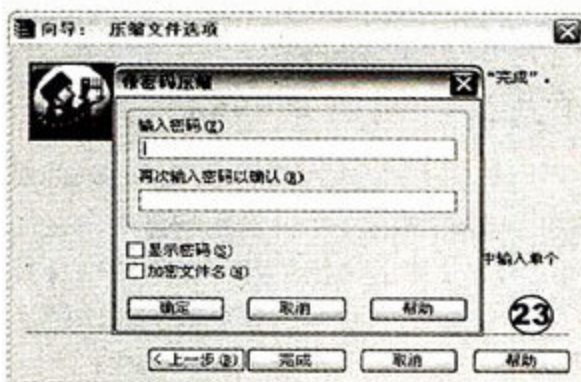 向导： 压缩文件选项
带密码压缩
"完成"。
输入密码(E)
再次输入密码以确认(R)
显示密码(S)
加密文件名(N)
中输入单个
确定 取消 帮助
23
<上一步(B) 完成 取消 帮助